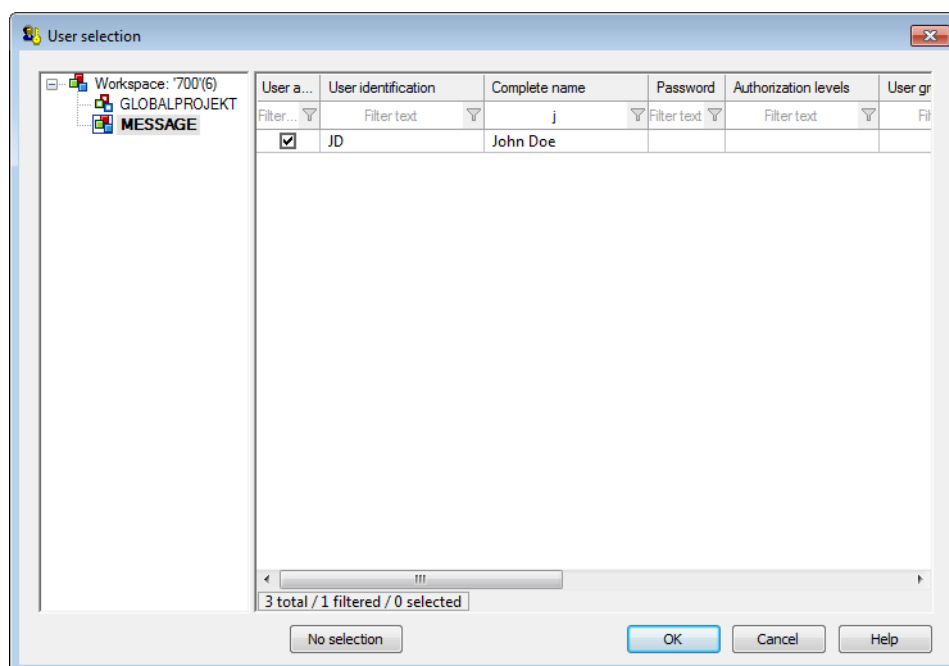 User selection
Workspace: '700'(6)
GLOBALPROJEKT
MESSAGE
User a... User identification Complete name Password Authorization levels User gr
Filter... Filter text j Filter text Filter text Fil
JD John Doe
3 total / 1 filtered / 0 selected
No selection OK Cancel Help